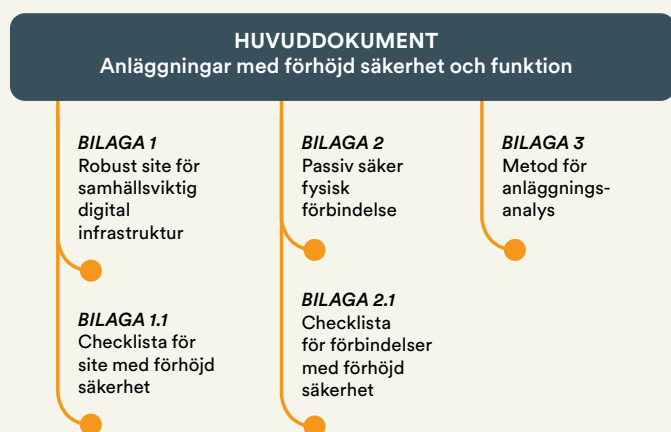 HUVUDDOKUMENT
Anläggningar med förhöjd säkerhet och funktion
BILAGA 1
Robust site för
samhällsviktig
digital
infrastruktur
BILAGA 1.1
Checklista för
site med förhöjd
säkerhet
BILAGA 2
Passiv säker
fysisk
förbindelse
BILAGA 2.1
Checklista
för förbindelser
med förhöjd
säkerhet
BILAGA 3
Metod för
anläggnings-
analys